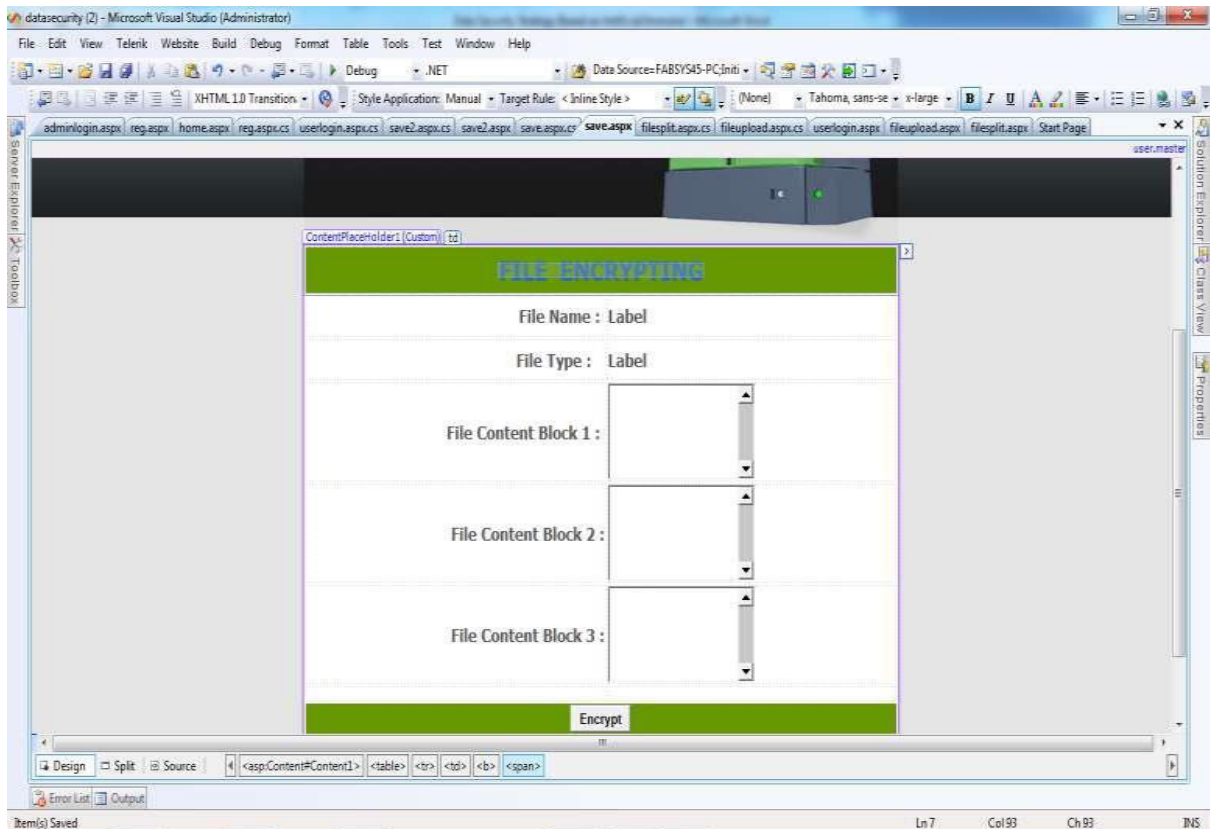 datasecurity (2) - Microsoft Visual Studio (Administrator)
File Edit View Telerik Website Build Debug Format Table Tools Test Window Help
Debug .NET Data Source=FABSYS45-PC;Initi
XHTML 1.0 Transition Style Application: Manual Target Rule: < Inline Style > (None) Tahoma, sans-se x-large B I U A
adminlogin.aspx reg.aspx home.aspx reg.aspx.cs userlogin.aspx.cs save2.aspx.cs save2.aspx save.aspx.cs save.aspx filesplit.aspx.cs fileupload.aspx.cs userlogin.aspx fileupload.aspx filesplit.aspx Start Page
user.master
Server Explorer
Toolbox
Solution Explorer
Class View
Properties
ContentPlaceHolder1 (Custom) td
FILE ENCRYPTING
File Name : Label
File Type : Label
File Content Block 1 :
File Content Block 2 :
File Content Block 3 :
Encrypt
Design Split Source <asp:Content#Content1> <table> <tr> <td> <b> <span>
Error List Output
Item(s) Saved Ln 7 Col 93 Ch 93 INS